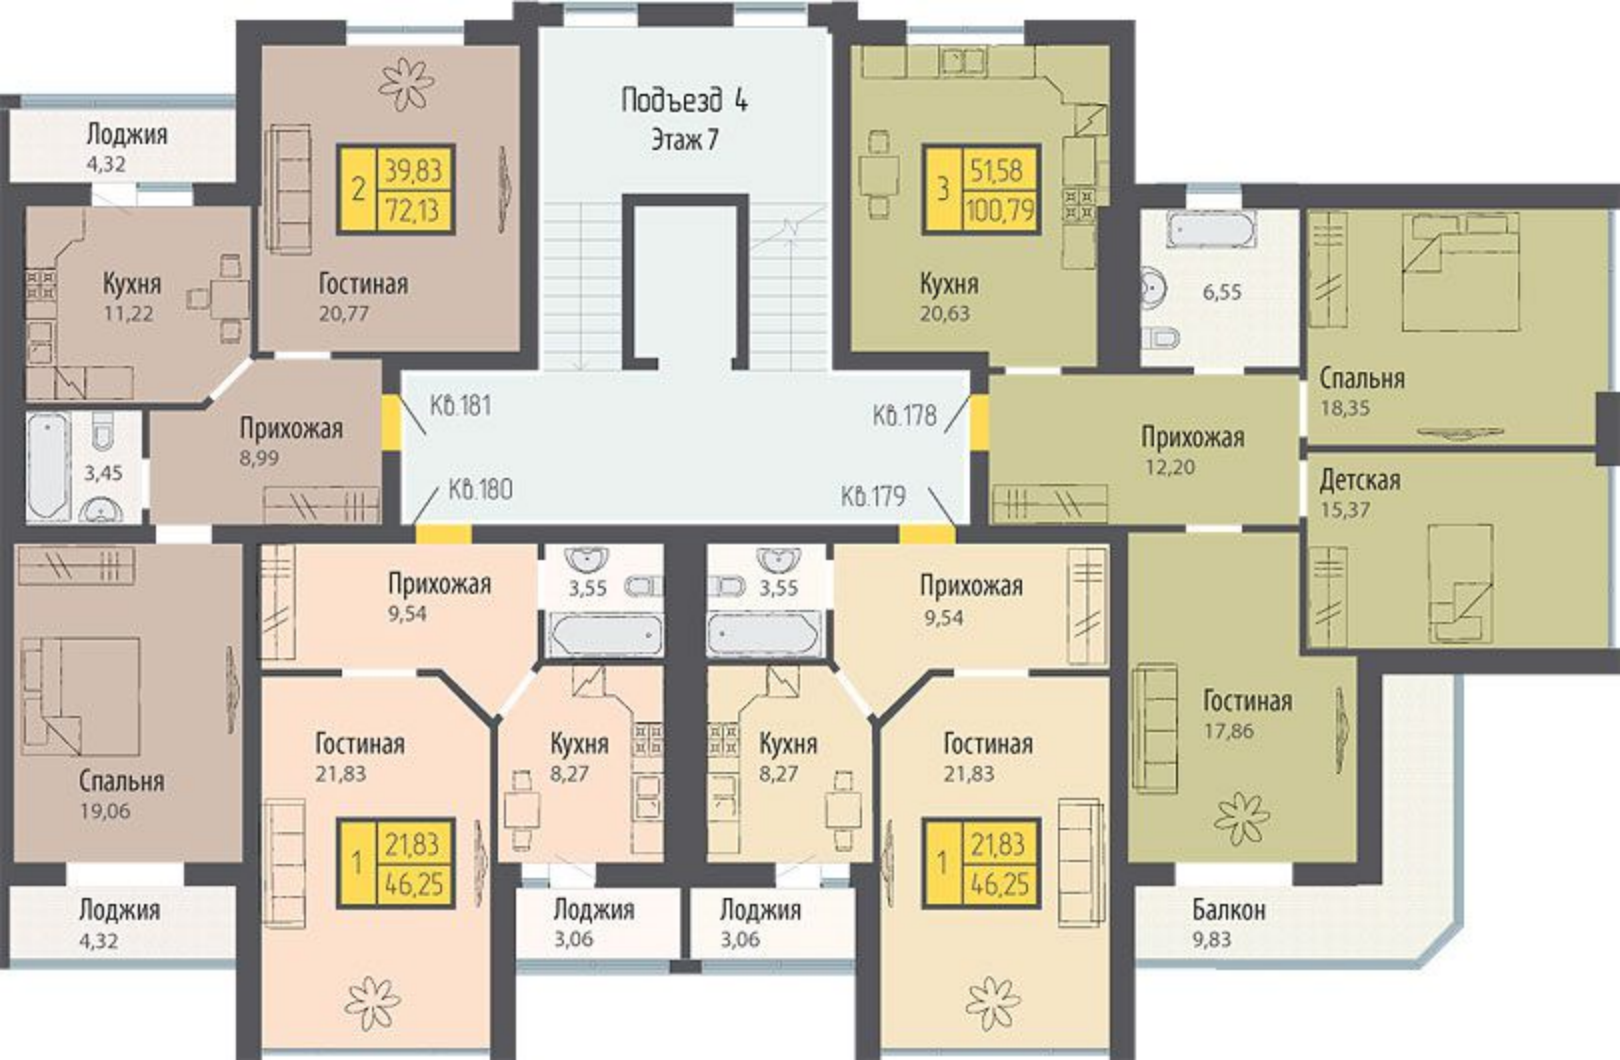 Подъезд 4
Этаж 7
Лоджия
4,32
2
39,83
72,13
3
51,58
100,79
Кухня
11,22
Гостиная
20,77
Кухня
20,63
6,55
Спальня
18,35
Кв.181
Кв.178
Прихожая
8,99
Прихожая
12,20
3,45
Кв.180
Кв.179
Детская
15,37
Прихожая
9,54
3,55
3,55
Прихожая
9,54
Гостиная
17,86
Спальня
19,06
Гостиная
21,83
Кухня
8,27
Кухня
8,27
Гостиная
21,83
1
21,83
46,25
1
21,83
46,25
Лоджия
4,32
Лоджия
3,06
Лоджия
3,06
Балкон
9,83